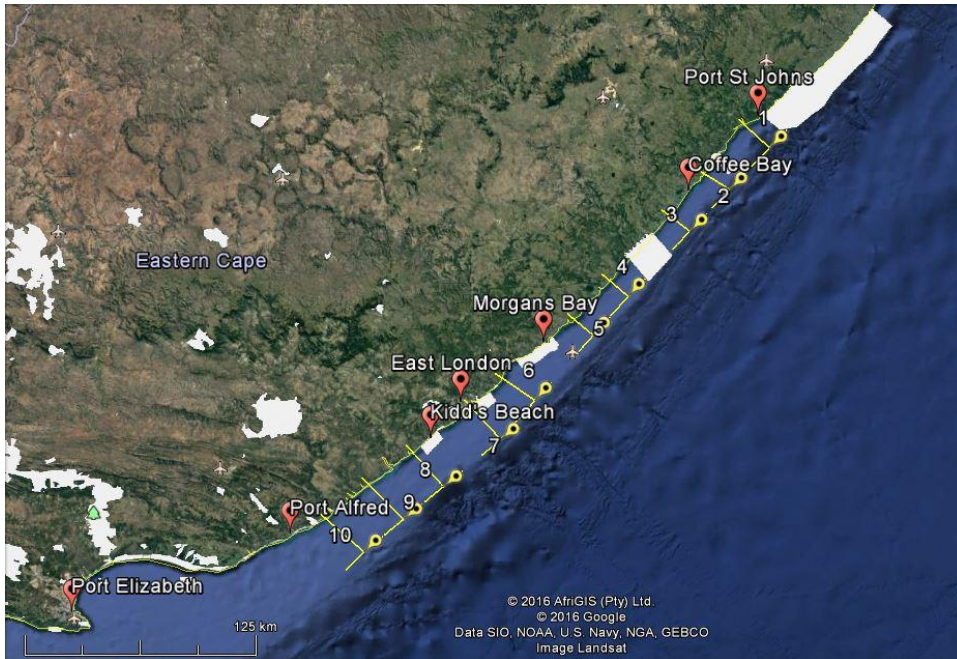 Port St Johns
1
Coffee Bay
2
3
4
Eastern Cape
Morgans Bay
5
East London
6
Kidd's Beach
7
8
Port Alfred
9
10
Port Elizabeth
125 km
© 2016 AfriGIS (Pty) Ltd.
© 2016 Google
Data SIO, NOAA, U.S. Navy, NGA, GEBCO
Image Landsat